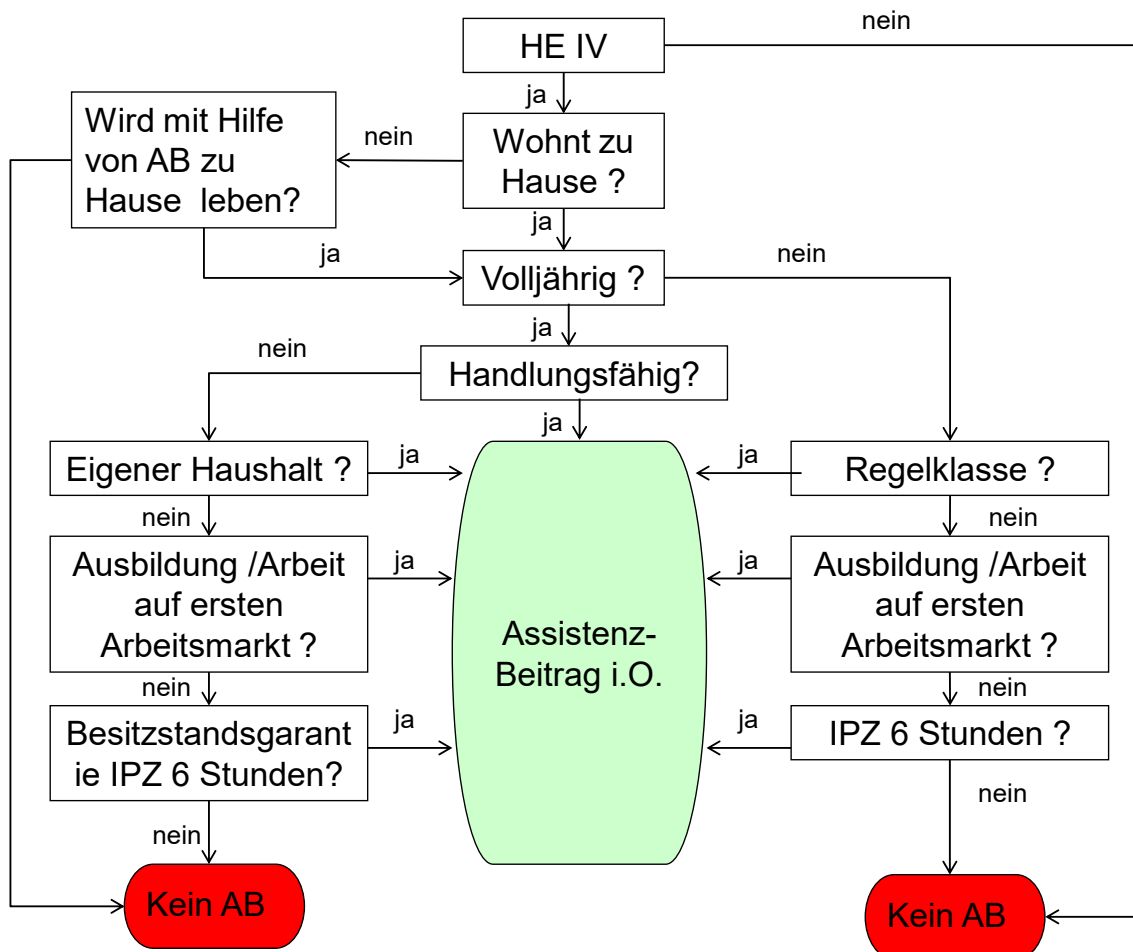 HE IV
nein
ja
Wird mit Hilfe
von AB zu
Hause leben?
nein
Wohnt zu
Hause ?
ja
ja
Volljährig ?
nein
ja
nein
Handlungsfähig?
ja
Eigener Haushalt ?
ja
ja
Regelklasse ?
nein
nein
Ausbildung /Arbeit
auf ersten
Arbeitsmarkt ?
ja
Assistenz-
Beitrag i.O.
ja
Ausbildung /Arbeit
auf ersten
Arbeitsmarkt ?
nein
nein
Besitzstandsgarant
ie IPZ 6 Stunden?
ja
ja
IPZ 6 Stunden ?
nein
nein
Kein AB
Kein AB